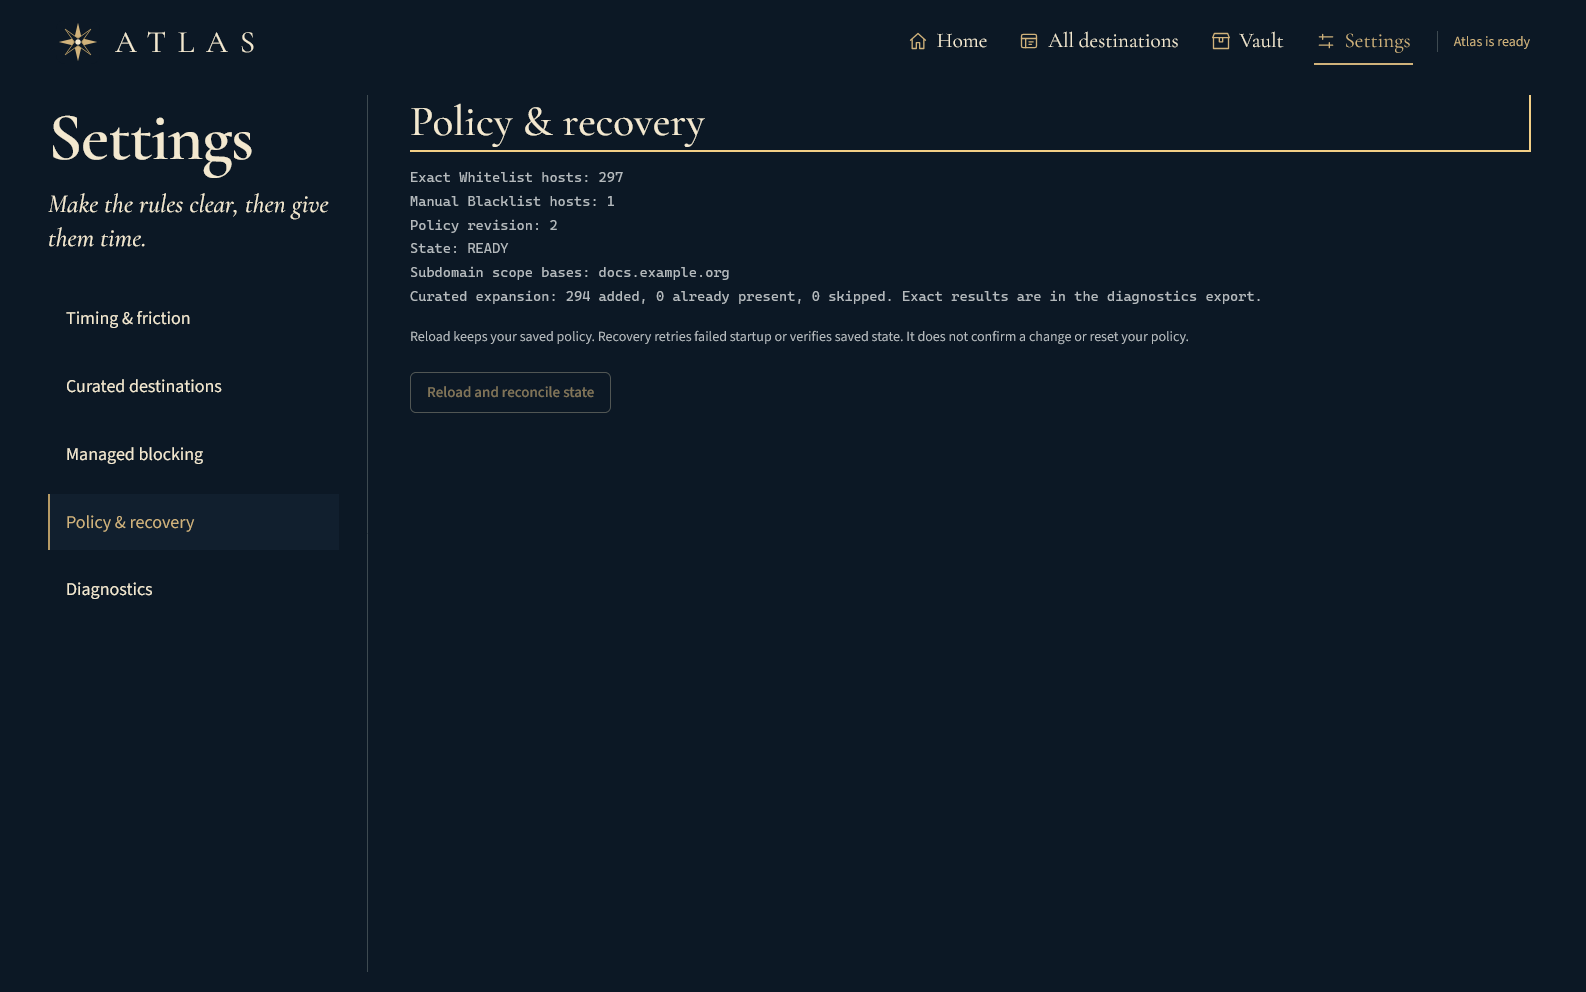 ATLAS
Home
All destinations
Vault
Settings
Atlas is ready
Settings
Make the rules clear, then give
them time.
Timing & friction
Curated destinations
Managed blocking
Policy & recovery
Diagnostics
Policy & recovery
Exact Whitelist hosts: 297
Manual Blacklist hosts: 1
Policy revision: 2
State: READY
Subdomain scope bases: docs.example.org
Curated expansion: 294 added, 0 already present, 0 skipped. Exact results are in the diagnostics export.
Reload keeps your saved policy. Recovery retries failed startup or verifies saved state. It does not confirm a change or reset your policy.
Reload and reconcile state